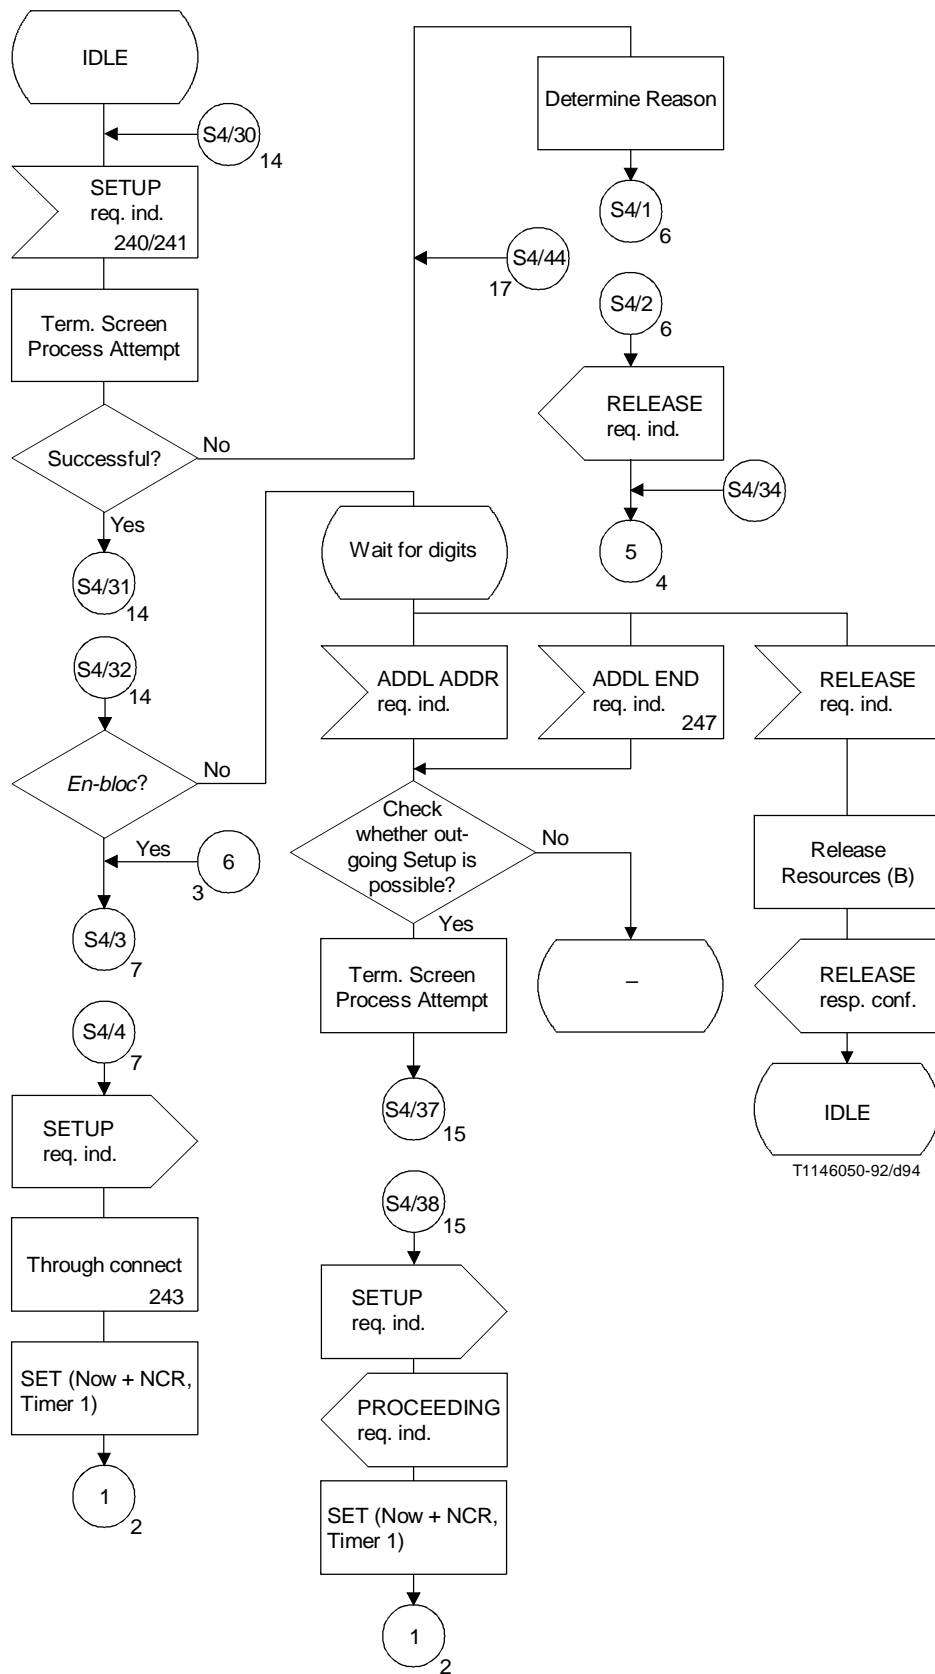 IDLE
S4/30
14
SETUP
req. ind.
240/241
Term. Screen
Process Attempt
Successful?
No
Yes
S4/31
14
S4/32
14
En-bloc?
No
Yes
6
3
S4/3
7
S4/4
7
SETUP
req. ind.
Through connect
243
SET (Now + NCR,
Timer 1)
1
2
S4/44
17
Wait for digits
ADDL ADDR
req. ind.
ADDL END
req. ind.
247
Check
whether out-
going Setup is
possible?
No
Yes
–
Term. Screen
Process Attempt
S4/37
15
S4/38
15
SETUP
req. ind.
PROCEEDING
req. ind.
SET (Now + NCR,
Timer 1)
1
2
Determine Reason
S4/1
6
S4/2
6
RELEASE
req. ind.
S4/34
5
4
RELEASE
req. ind.
Release
Resources (B)
RELEASE
resp. conf.
IDLE
T1146050-92/d94